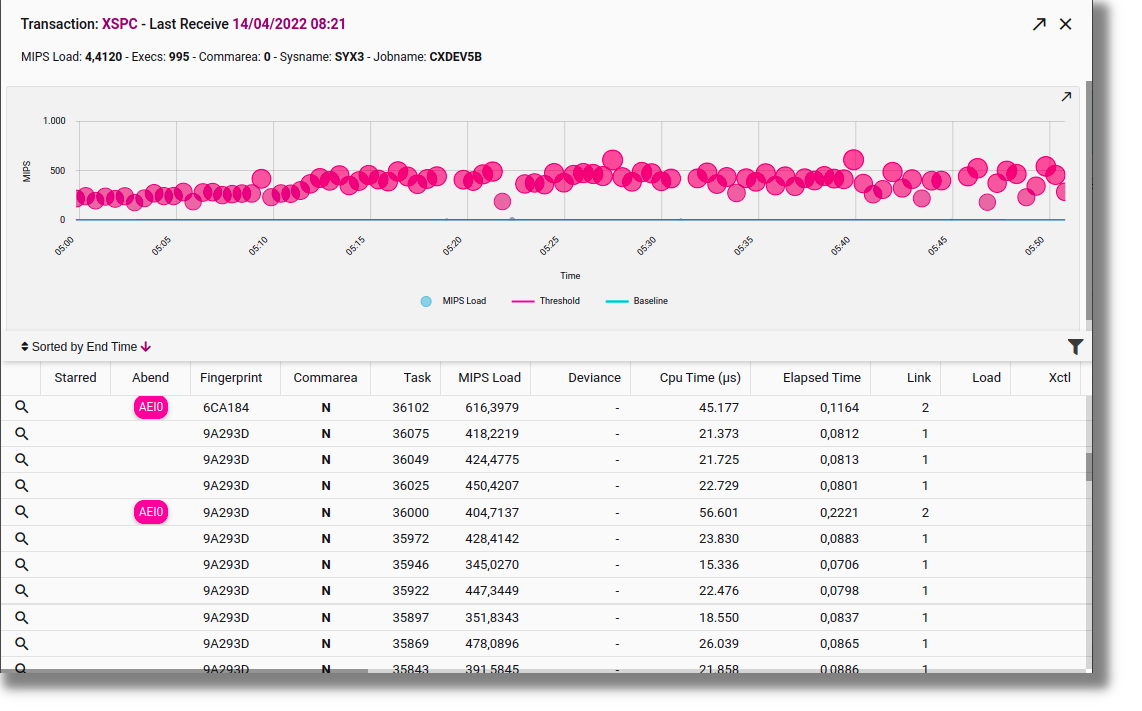 Transaction: XSPC - Last Receive 14/04/2022 08:21
MIPS Load: 4,4120 - Execs: 995 - Commarea: 0 - Sysname: SYX3 - Jobname: CXDEV5B
1.000
500
0
MIPS
05:00 05:05 05:10 05:15 05:20 05:25 05:30 05:35 05:40 05:45 05:50
Time
MIPS Load Threshold Baseline
Sorted by End Time
Starred Abend Fingerprint Commarea Task MIPS Load Deviance Cpu Time (µs) Elapsed Time Link Load Xctl
AEI0 6CA184 N 36102 616,3979 - 45.177 0,1164 2
9A293D N 36075 418,2219 - 21.373 0,0812 1
9A293D N 36049 424,4775 - 21.725 0,0813 1
9A293D N 36025 450,4207 - 22.729 0,0801 1
AEI0 9A293D N 36000 404,7137 - 56.601 0,2221 2
9A293D N 35972 428,4142 - 23.830 0,0883 1
9A293D N 35946 345,0270 - 15.336 0,0706 1
9A293D N 35922 447,3449 - 22.476 0,0798 1
9A293D N 35897 351,8343 - 18.550 0,0837 1
9A293D N 35869 478,0896 - 26.039 0,0865 1
9A293D N 35843 391,5845 - 21.858 0,0886 1